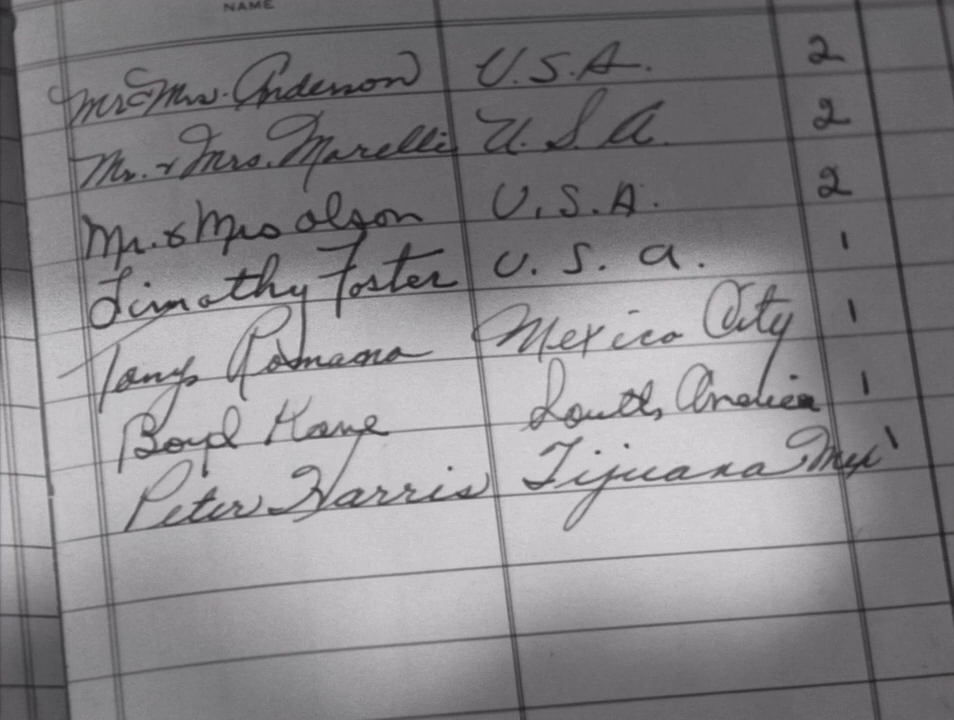 NAME
Mr & Mrs. Anderson U.S.A. 2
Mr. & Mrs. Marelli U.S.A. 2
Mr. & Mrs Olson U.S.A. 2
Timothy Foster U.S.A. 1
Tony Romano Mexico City 1
Boyd Kane South America 1
Peter Harris Tijuana Mex 1